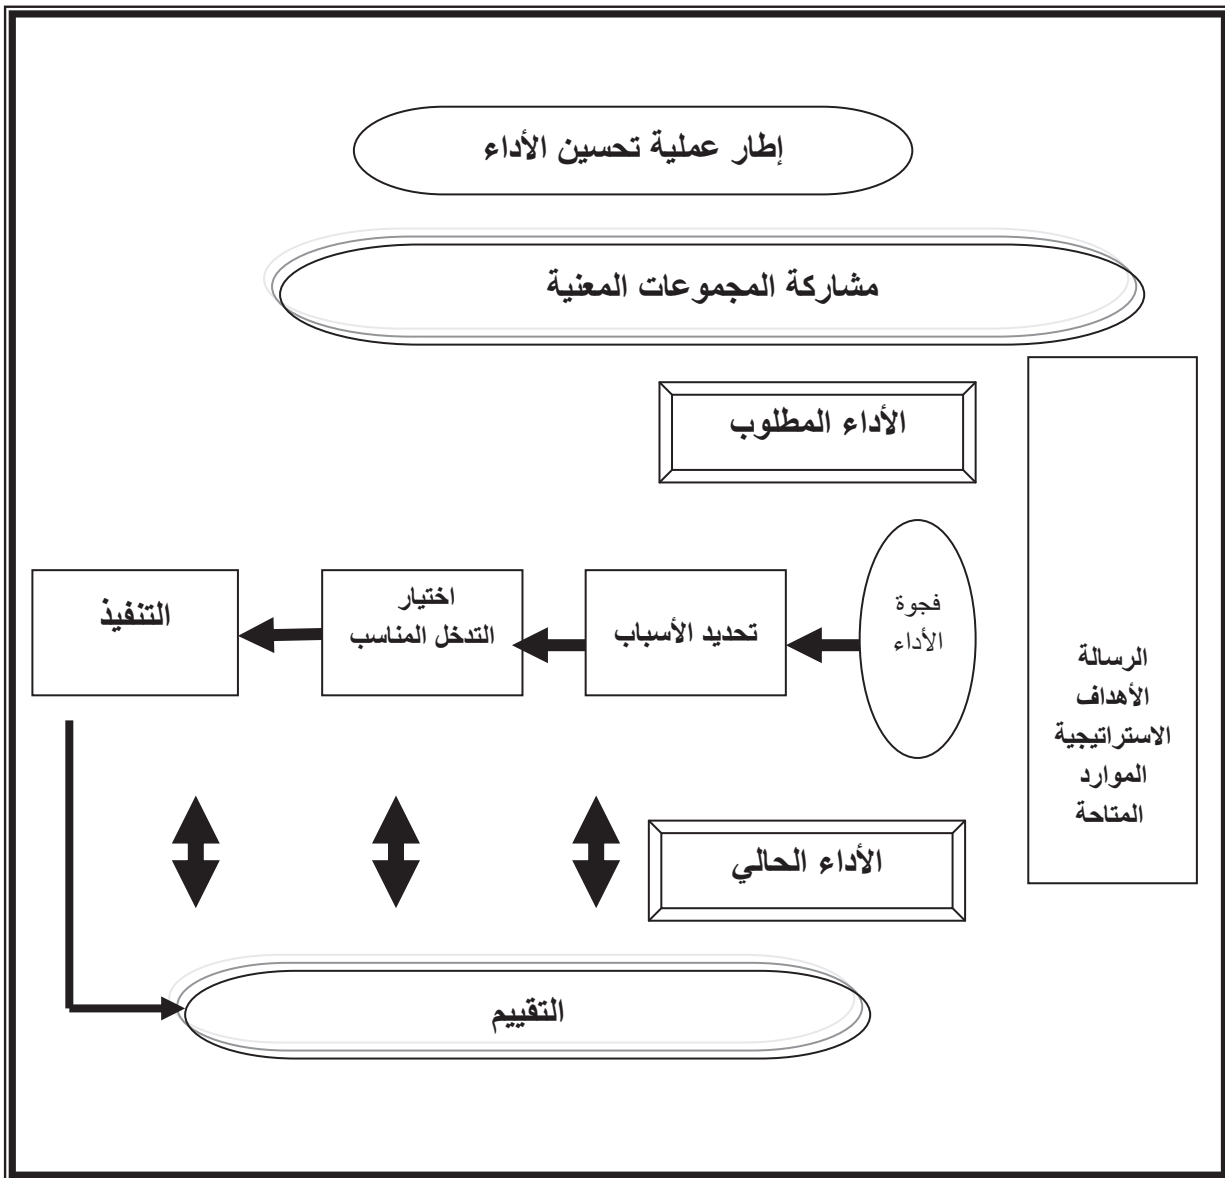 إطار عملية تحسين الأداء
مشاركة المجموعات المعنية
الأداء المطلوب
الرسالة
الأهداف
الاستراتيجية
الموارد
المتاحة
فجوة
الأداء
تحديد الأسباب
اختيار
التدخل المناسب
التنفيذ
الأداء الحالي
التقييم